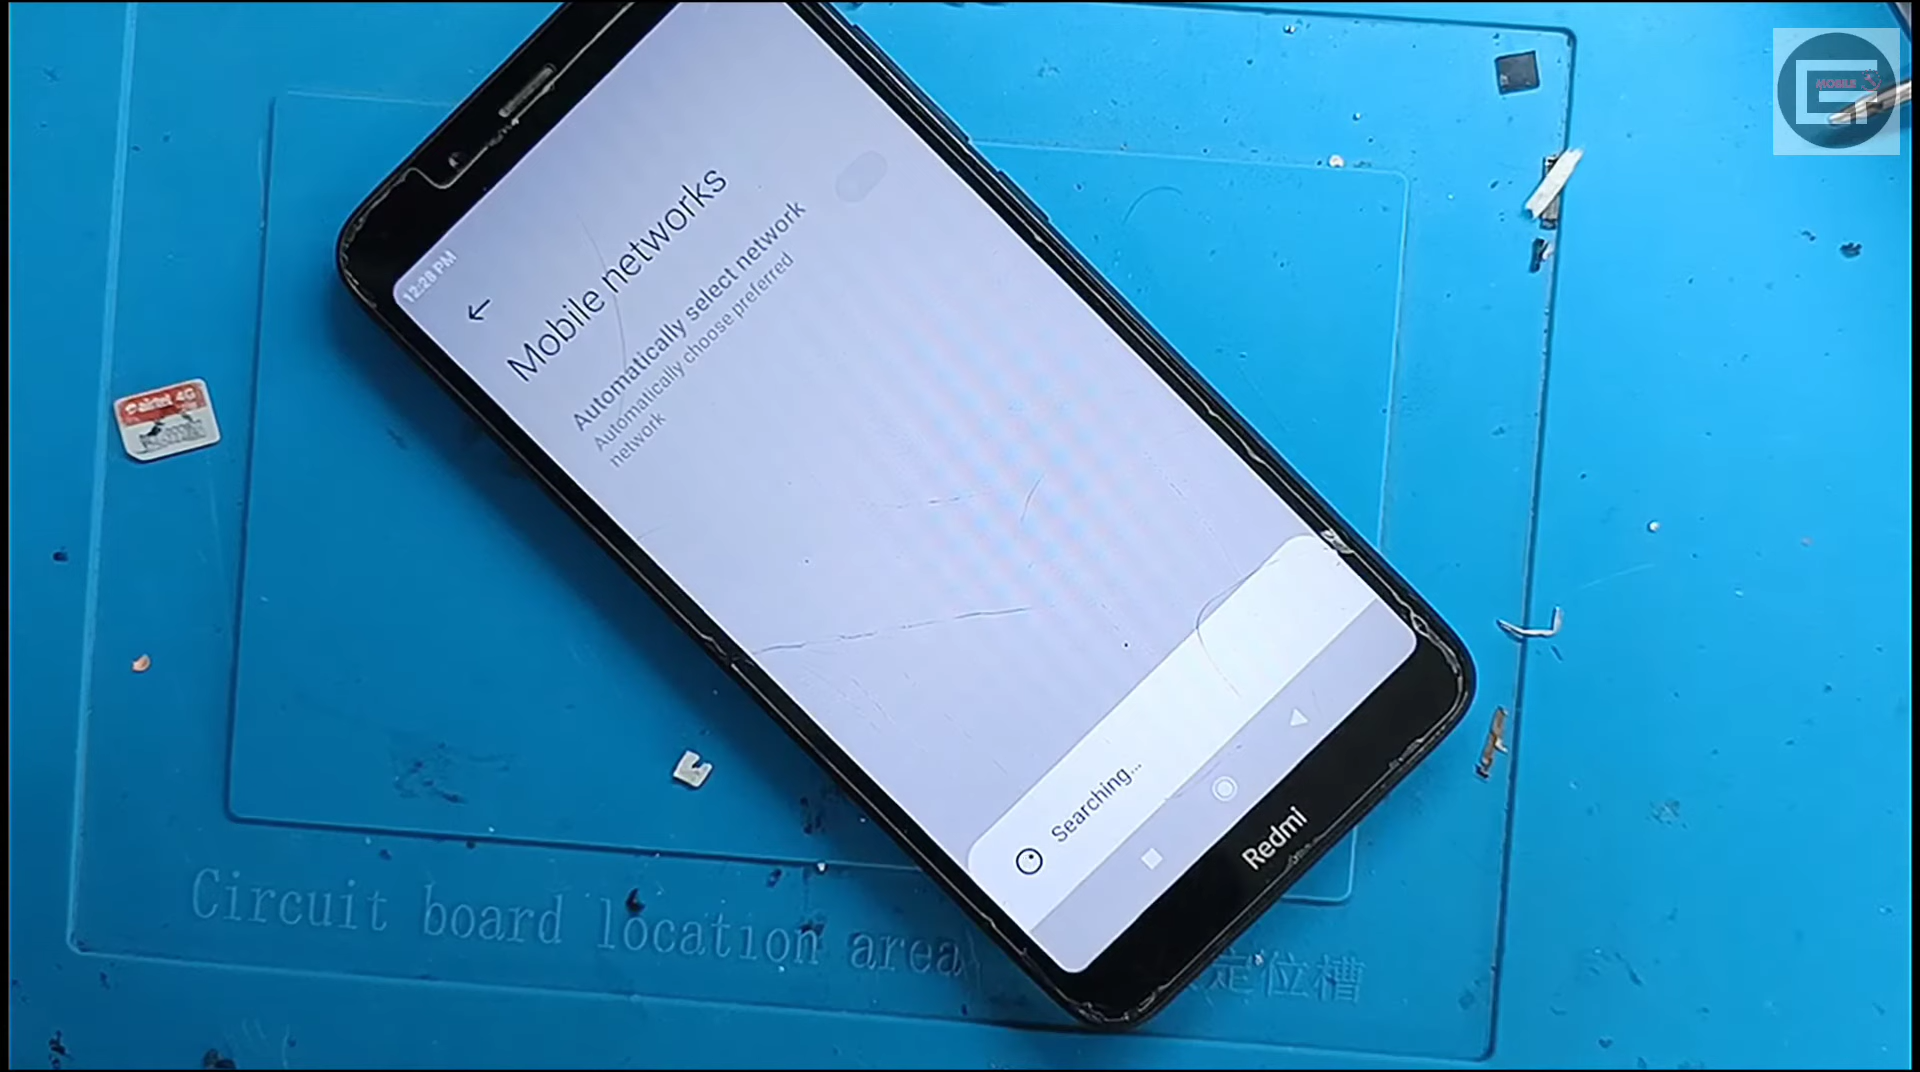 MOBILE
12:28 PM
Mobile networks
Automatically select network
Automatically choose preferred
network
airtel 4G
Searching...
Redmi
Circuit board location area
定位槽